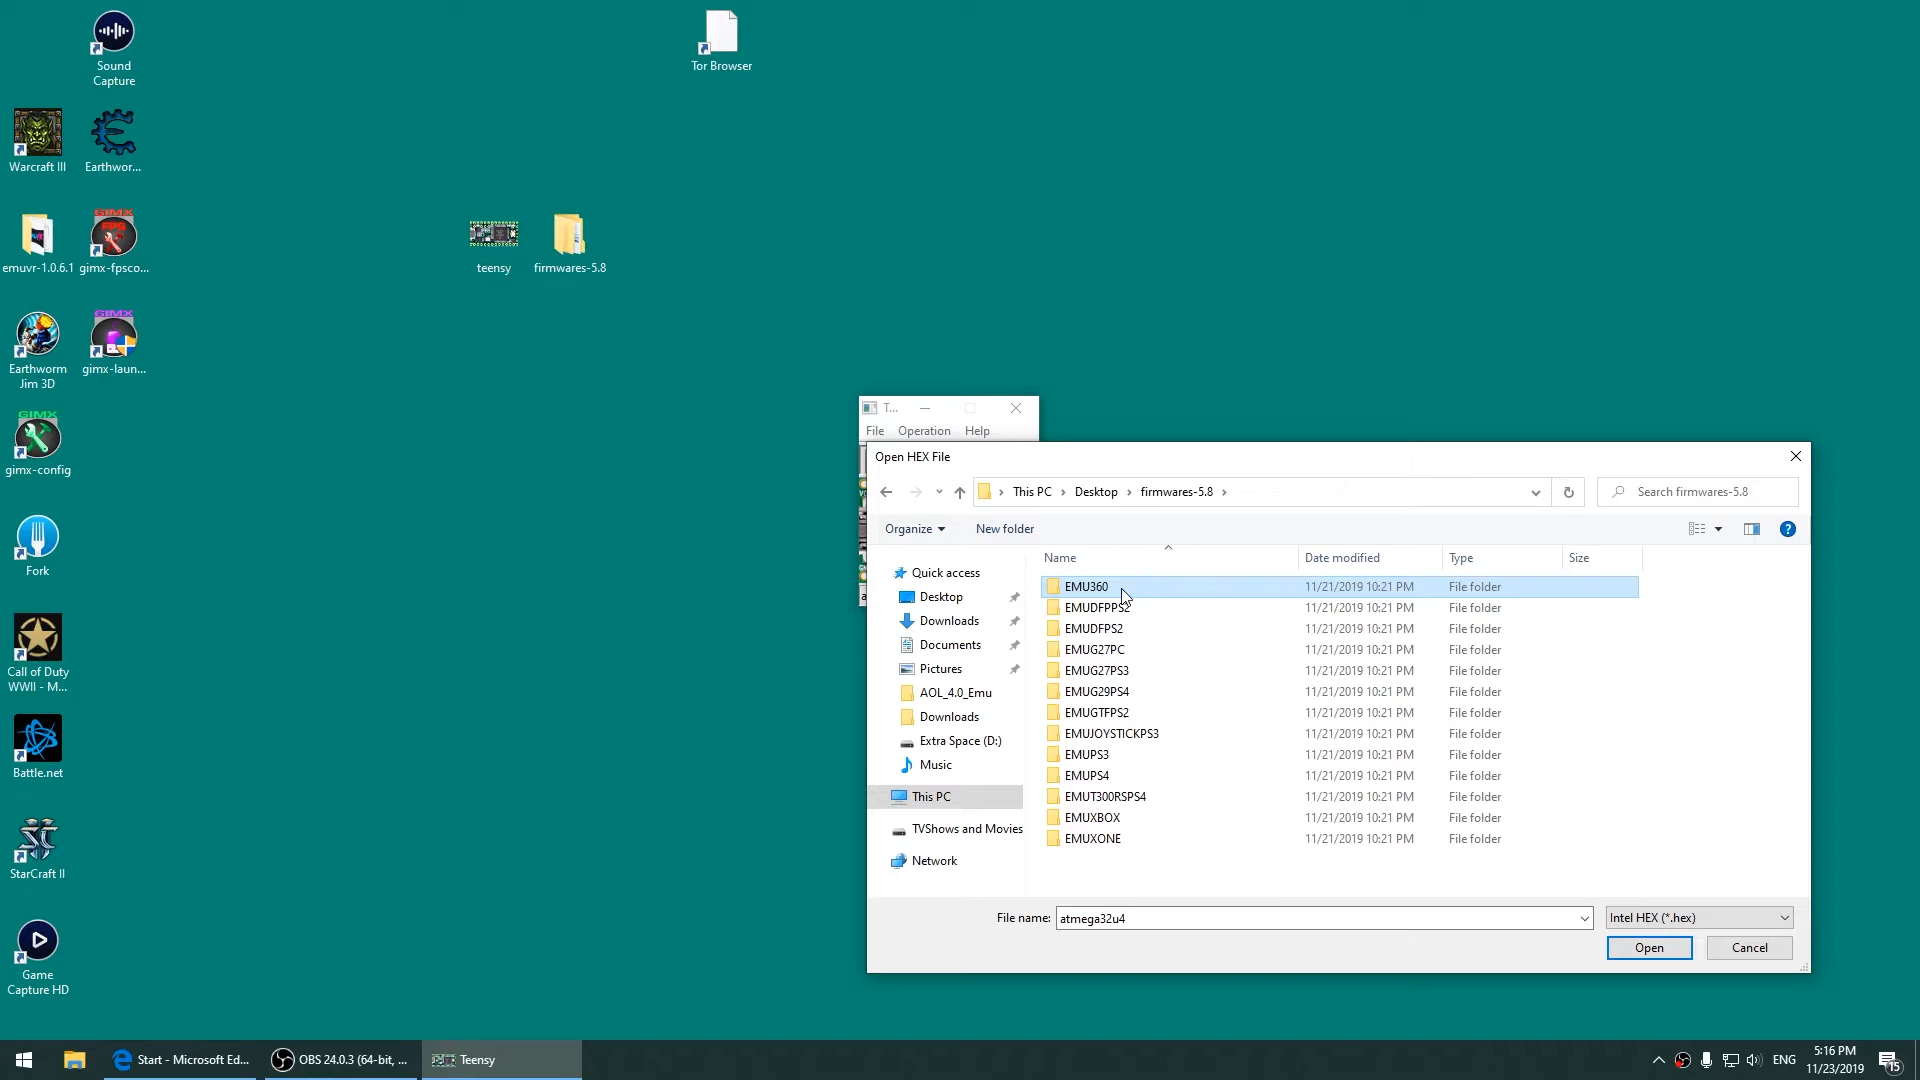 Sound
Capture
Tor Browser
Warcraft III
Earthwor...
emuvr-1.0.6.1
GIMX
FPS
gimx-fpsco...
teensy
firmwares-5.8
Earthworm
Jim 3D
GIMX
gimx-laun...
GIMX
gimx-config
Fork
Call of Duty
WWII - M...
Battle.net
StarCraft II
Game
Capture HD
T...
File Operation Help
Open HEX File
This PC > Desktop > firmwares-5.8 >
Search firmwares-5.8
Organize
New folder
Quick access
Desktop
Downloads
Documents
Pictures
AOL_4.0_Emu
Downloads
Extra Space (D:)
Music
This PC
TVShows and Movies
Network
Name Date modified Type Size
EMU360 11/21/2019 10:21 PM File folder
EMUDFPPS2 11/21/2019 10:21 PM File folder
EMUDFPS2 11/21/2019 10:21 PM File folder
EMUG27PC 11/21/2019 10:21 PM File folder
EMUG27PS3 11/21/2019 10:21 PM File folder
EMUG29PS4 11/21/2019 10:21 PM File folder
EMUGTFPS2 11/21/2019 10:21 PM File folder
EMUJOYSTICKPS3 11/21/2019 10:21 PM File folder
EMUPS3 11/21/2019 10:21 PM File folder
EMUPS4 11/21/2019 10:21 PM File folder
EMUT300RSPS4 11/21/2019 10:21 PM File folder
EMUXBOX 11/21/2019 10:21 PM File folder
EMUXONE 11/21/2019 10:21 PM File folder
File name: atmega32u4
Intel HEX (*.hex)
Open
Cancel
Start - Microsoft Ed...
OBS 24.0.3 (64-bit, ...
Teensy
ENG
5:16 PM
11/23/2019
15